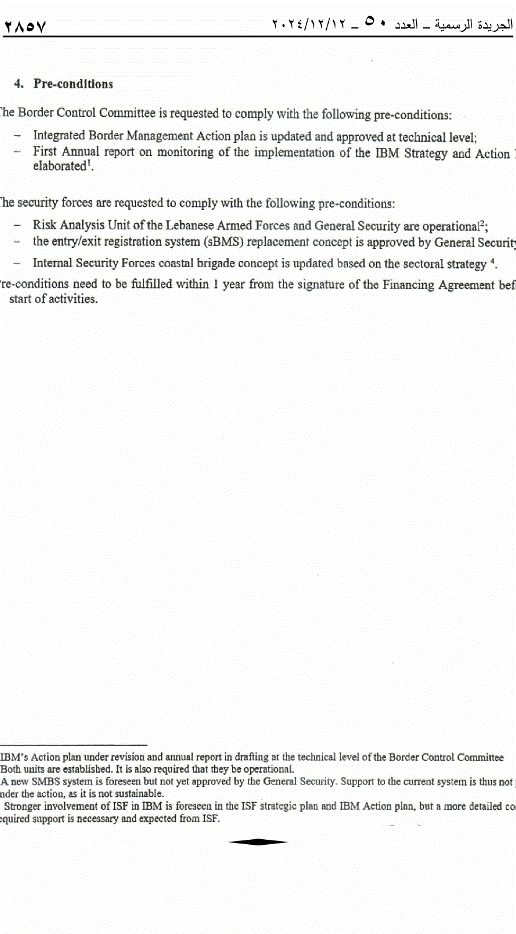 الجريدة الرسمية – العدد ٥٠ – ٢٠٢٤/١٢/١٢ ٢٨٥٧
4. Pre-conditions
The Border Control Committee is requested to comply with the following pre-conditions:
– Integrated Border Management Action plan is updated and approved at technical level;
– First Annual report on monitoring of the implementation of the IBM Strategy and Action
elaborated¹.
The security forces are requested to comply with the following pre-conditions:
– Risk Analysis Unit of the Lebanese Armed Forces and General Security are operational²;
– the entry/exit registration system (sBMS) replacement concept is approved by General Security
– Internal Security Forces coastal brigade concept is updated based on the sectoral strategy ⁴.
re-conditions need to be fulfilled within 1 year from the signature of the Financing Agreement bef
start of activities.
IBM's Action plan under revision and annual report in drafting at the technical level of the Border Control Committee
Both units are established. It is also required that they be operational.
A new SMBS system is foreseen but not yet approved by the General Security. Support to the current system is thus not
nder the action, as it is not sustainable.
Stronger involvement of ISF in IBM is foreseen in the ISF strategic plan and IBM Action plan, but a more detailed co
equired support is necessary and expected from ISF.